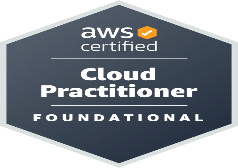 aws
certified
Cloud
Practitioner
FOUNDATIONAL